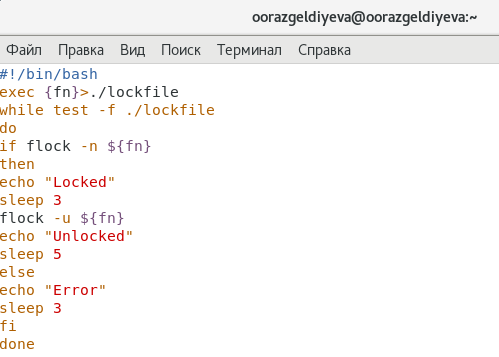 oorazgeldiyeva@oorazgeldiyeva:~
Файл Правка Вид Поиск Терминал Справка
#!/bin/bash
exec {fn}>./lockfile
while test -f ./lockfile
do
if flock -n ${fn}
then
echo "Locked"
sleep 3
flock -u ${fn}
echo "Unlocked"
sleep 5
else
echo "Error"
sleep 3
fi
done